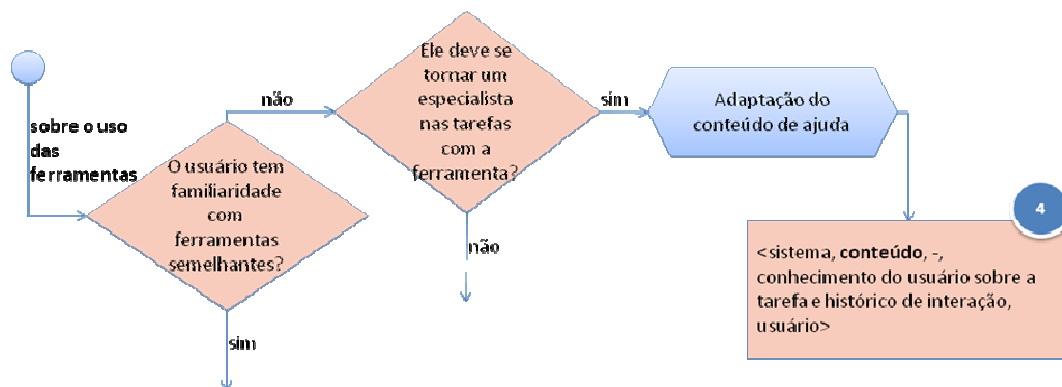 sobre o uso
das
ferramentas
O usuário tem
familiaridade
com
ferramentas
semelhantes?
sim
não
Ele deve se
tornar um
especialista
nas tarefas
com a
ferramenta?
não
sim
Adaptação do
conteúdo de ajuda
4
<sistema, conteúdo, -,
conhecimento do usuário sobre a
tarefa e histórico de interação,
usuário>